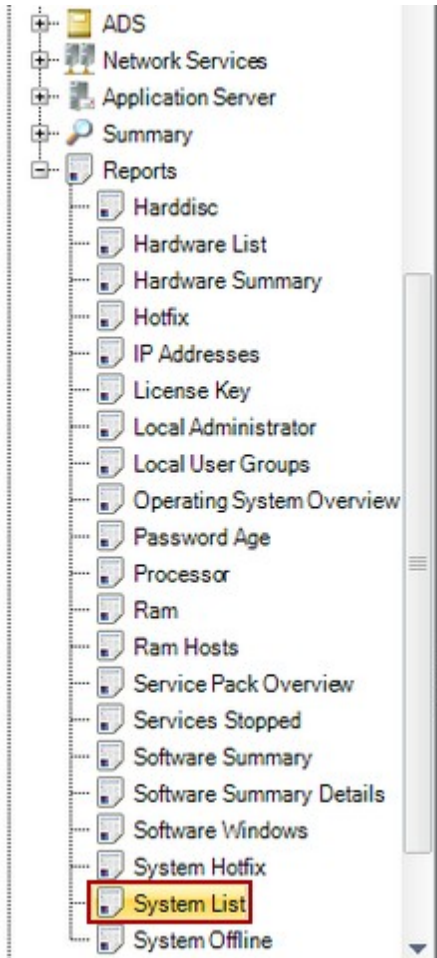 ADS
Network Services
Application Server
Summary
Reports
Harddisc
Hardware List
Hardware Summary
Hotfix
IP Addresses
License Key
Local Administrator
Local User Groups
Operating System Overview
Password Age
Processor
Ram
Ram Hosts
Service Pack Overview
Services Stopped
Software Summary
Software Summary Details
Software Windows
System Hotfix
System List
System Offline